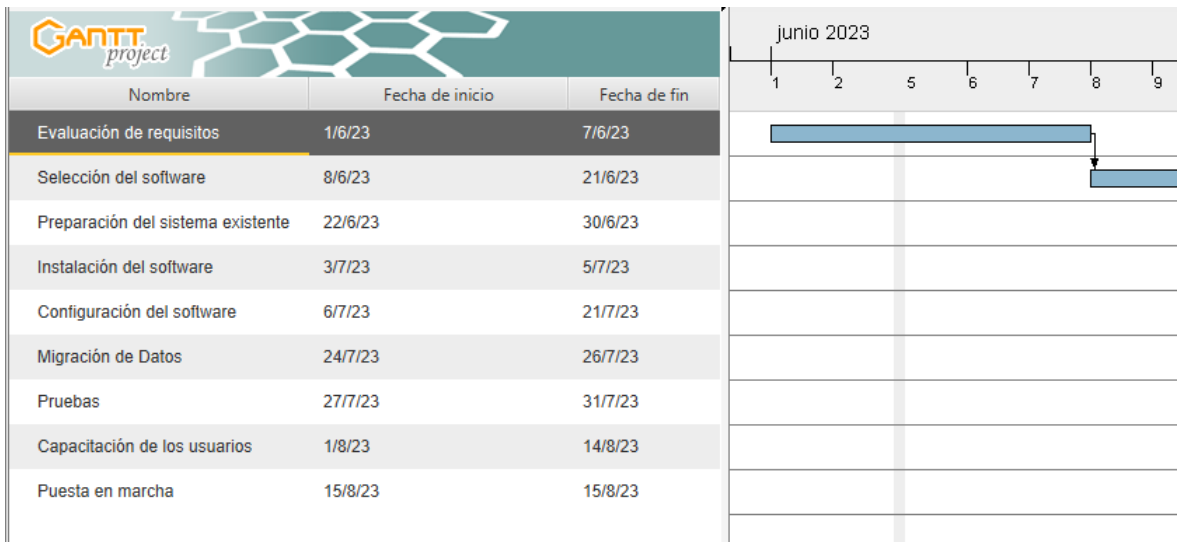 GANTT
project
junio 2023
1 2 5 6 7 8 9
Nombre Fecha de inicio Fecha de fin
Evaluación de requisitos 1/6/23 7/6/23
Selección del software 8/6/23 21/6/23
Preparación del sistema existente 22/6/23 30/6/23
Instalación del software 3/7/23 5/7/23
Configuración del software 6/7/23 21/7/23
Migración de Datos 24/7/23 26/7/23
Pruebas 27/7/23 31/7/23
Capacitación de los usuarios 1/8/23 14/8/23
Puesta en marcha 15/8/23 15/8/23